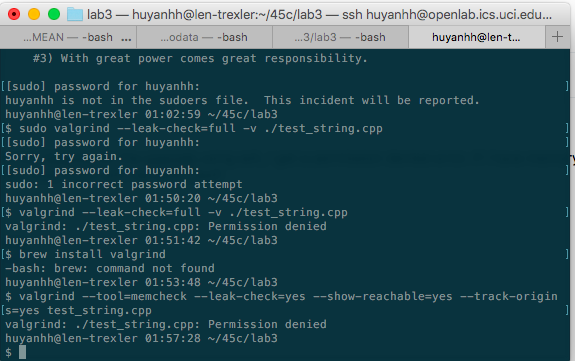 lab3 — huyanhh@len-trexler:~/45c/lab3 — ssh huyanhh@openlab.ics.uci.edu...
...MEAN — -bash ... ...odata — -bash ...3/lab3 — -bash huyanhh@len-t... +
#3) With great power comes great responsibility.
[[sudo] password for huyanhh: ]
huyanhh is not in the sudoers file.  This incident will be reported.
huyanhh@len-trexler 01:02:59 ~/45c/lab3
[$ sudo valgrind --leak-check=full -v ./test_string.cpp ]
[[sudo] password for huyanhh: ]
Sorry, try again.
[[sudo] password for huyanhh: ]
sudo: 1 incorrect password attempt
huyanhh@len-trexler 01:50:20 ~/45c/lab3
[$ valgrind --leak-check=full -v ./test_string.cpp ]
valgrind: ./test_string.cpp: Permission denied
huyanhh@len-trexler 01:51:42 ~/45c/lab3
[$ brew install valgrind ]
-bash: brew: command not found
huyanhh@len-trexler 01:53:48 ~/45c/lab3
$ valgrind --tool=memcheck --leak-check=yes --show-reachable=yes --track-origin
[s=yes test_string.cpp ]
valgrind: ./test_string.cpp: Permission denied
huyanhh@len-trexler 01:57:28 ~/45c/lab3
$